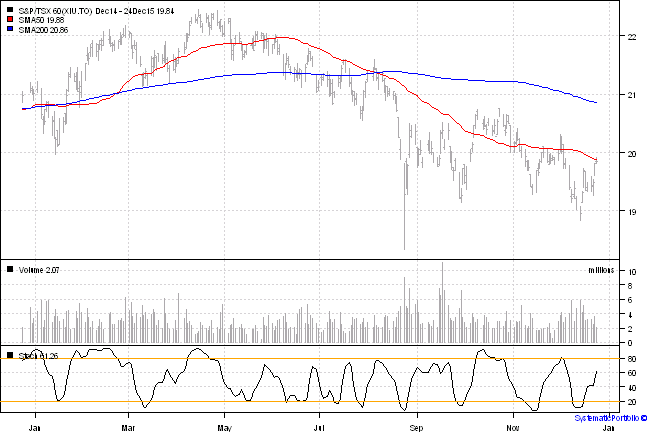 S&P/TSX 60(XIU.TO) Dec14 - 24Dec15 19.84
SMA50 19.88
SMA200 20.86
22
21
20
19
Volume 2.07
millions
10
8
6
4
2
0
Stoch 61.26
80
60
40
20
Jan Mar May Jul Sep Nov Jan
SystematicPortfolio ©